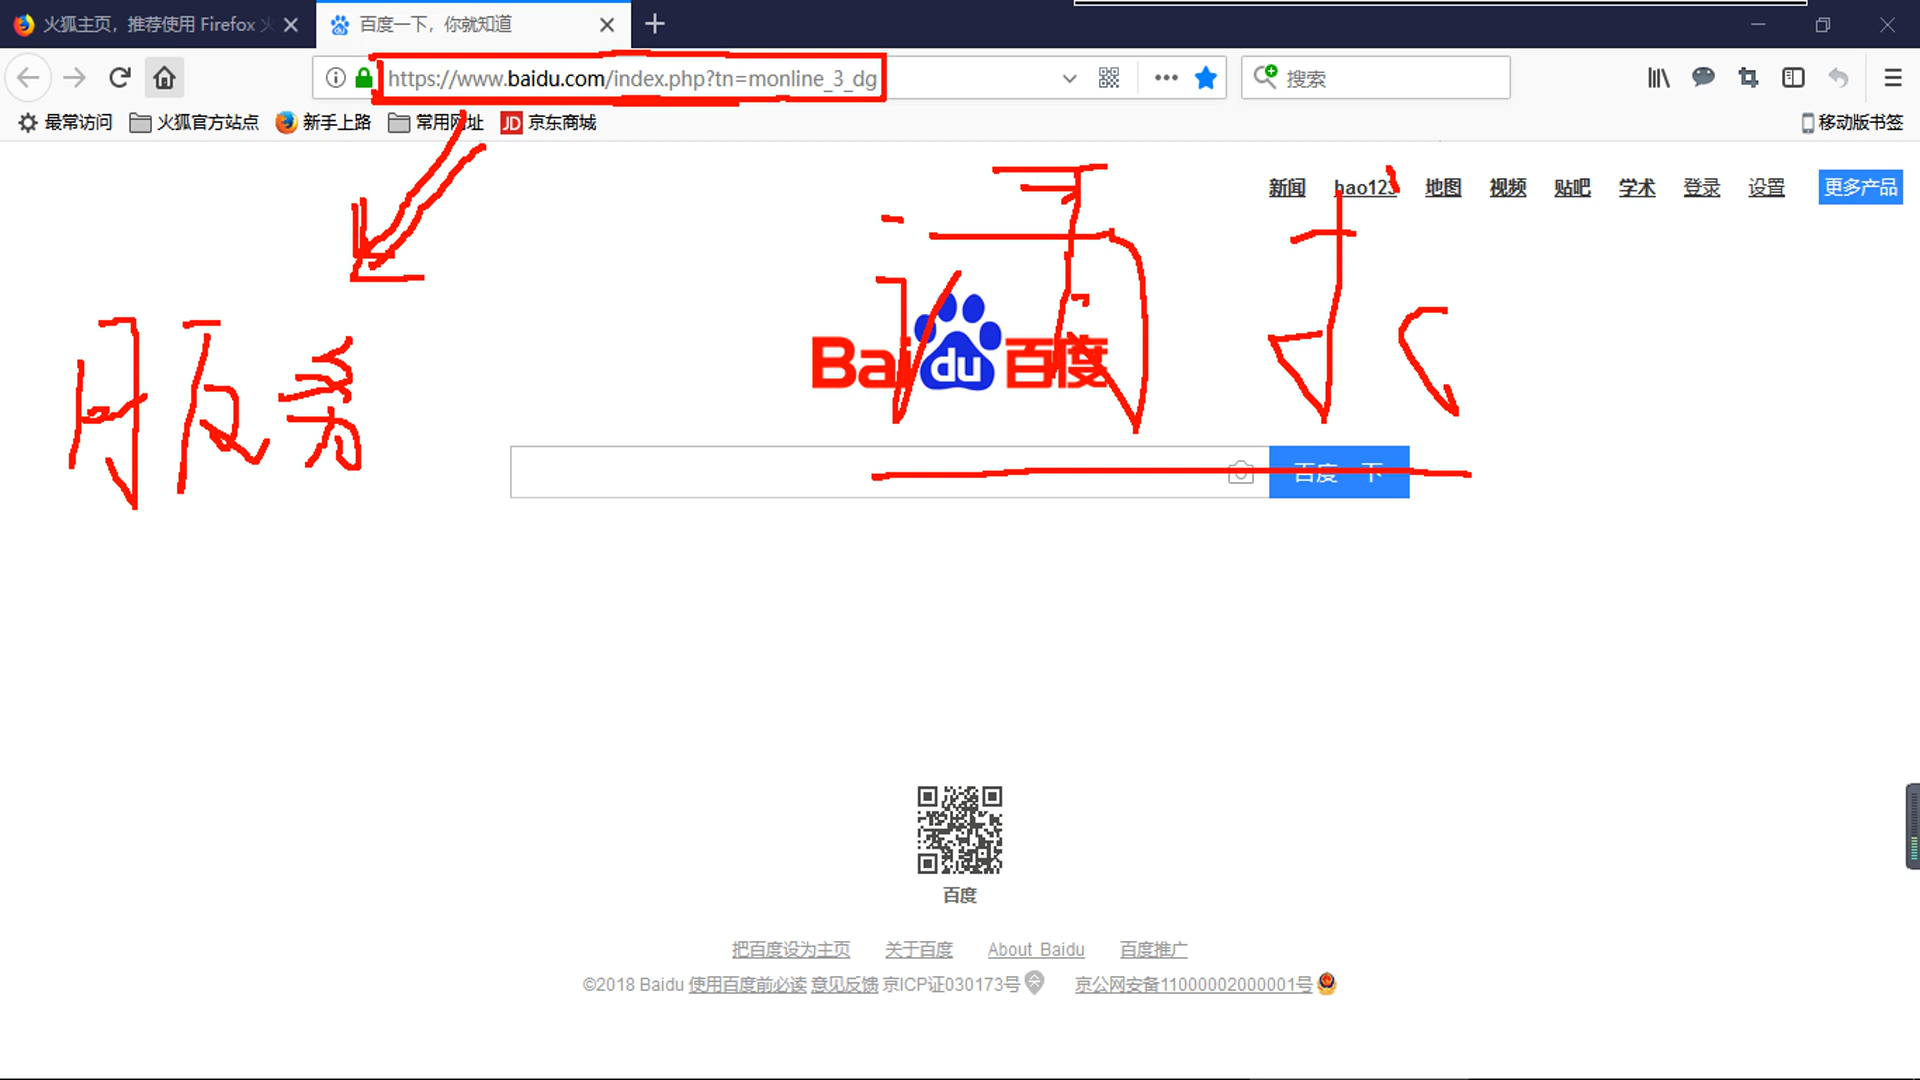 火狐主页，推荐使用 Firefox 火
百度一下，你就知道
https://www.baidu.com/index.php?tn=monline_3_dg
搜索
最常访问 火狐官方站点 新手上路 常用网址 JD 京东商城 移动版书签
新闻 hao123 地图 视频 贴吧 学术 登录 设置 更多产品
请求
服务
Baidu 百度
百度一下
百度
把百度设为主页 关于百度 About Baidu 百度推广
©2018 Baidu 使用百度前必读 意见反馈 京ICP证030173号 京公网安备11000002000001号